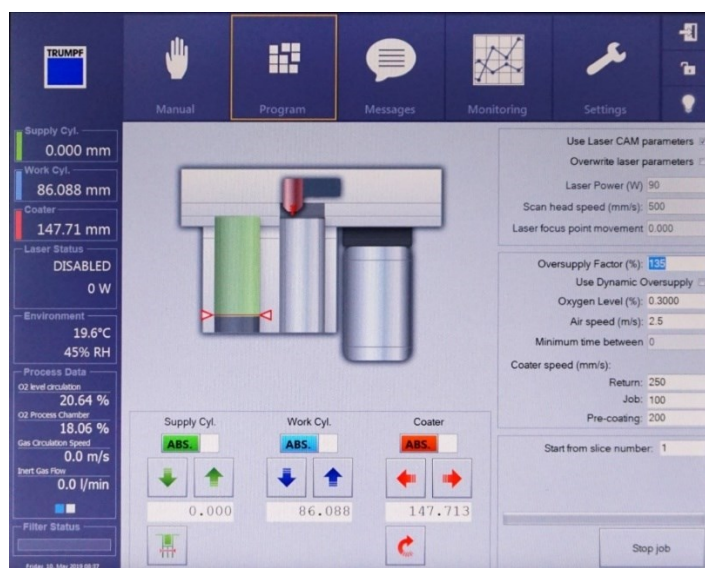 TRUMPF
Manual
Program
Messages
Monitoring
Settings
Supply Cyl.
0.000 mm
Work Cyl.
86.088 mm
Coater
147.71 mm
Laser Status
DISABLED
0 W
Environment
19.6°C
45% RH
Process Data
O2 level circulation
20.64 %
O2 Process Chamber
18.06 %
Gas Circulation Speed
0.0 m/s
Inert Gas Flow
0.0 l/min
Filter Status
Friday, 10. May 2019
Supply Cyl.
Work Cyl.
Coater
ABS.
ABS.
ABS.
0.000
86.088
147.713
Use Laser CAM parameters
Overwrite laser parameters
Laser Power (W) 90
Scan head speed (mm/s): 500
Laser focus point movement 0.000
Oversupply Factor (%): 135
Use Dynamic Oversupply
Oxygen Level (%): 0.3000
Air speed (m/s): 2.5
Minimum time between 0
Coater speed (mm/s):
Return: 250
Job: 100
Pre-coating: 200
Start from slice number: 1
Stop job